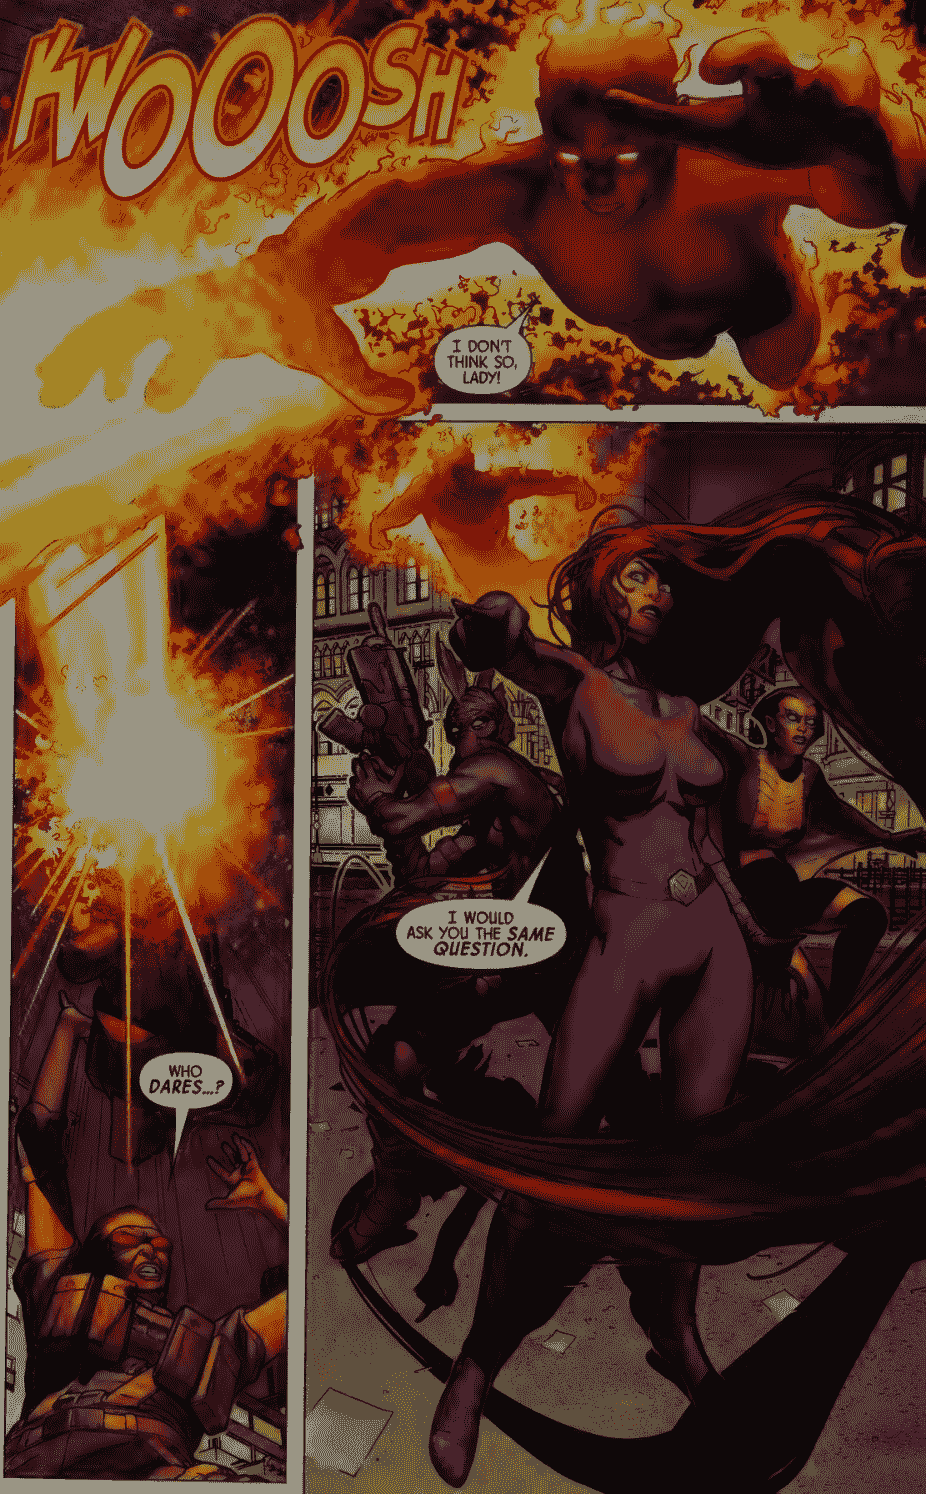 KWOOOSH
I DON'T
THINK SO,
LADY!
WHO
DARES...?
I WOULD
ASK YOU THE SAME
QUESTION.